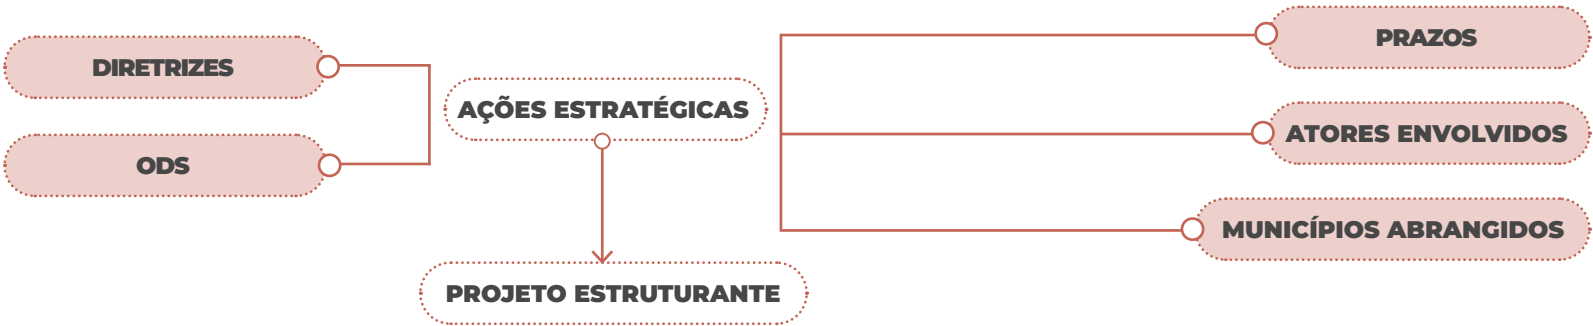 DIRETRIZES
ODS
AÇÕES ESTRATÉGICAS
PROJETO ESTRUTURANTE
PRAZOS
ATORES ENVOLVIDOS
MUNICÍPIOS ABRANGIDOS